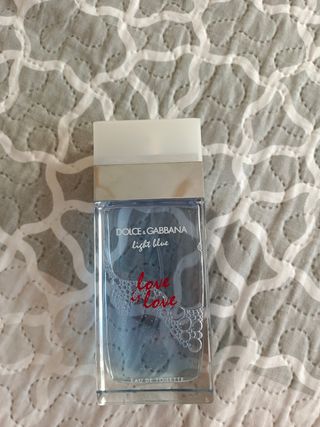 DOLCE & GABBANA
light blue
love
is love
EAU DE TOILETTE